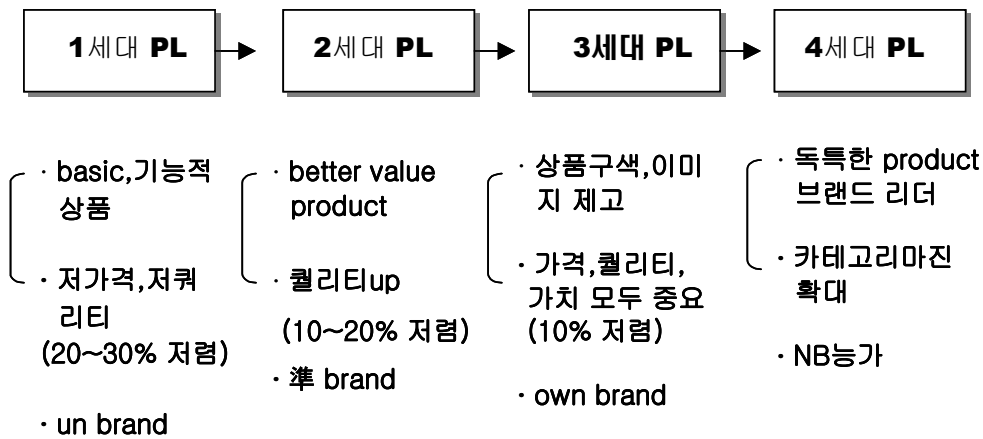 1세대 PL
2세대 PL
3세대 PL
4세대 PL
· basic,기능적
상품
· 저가격,저쿼
리티
(20~30% 저렴)
· un brand
· better value
product
· 퀄리티up
(10~20% 저렴)
· 準 brand
· 상품구색,이미
지 제고
· 가격,퀄리티,
가치 모두 중요
(10% 저렴)
· own brand
· 독특한 product
브랜드 리더
· 카테고리마진
확대
· NB능가